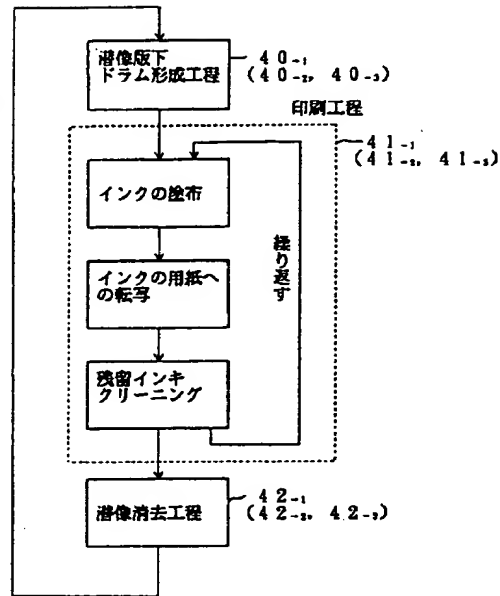 潜像版下
ドラム形成工程
40-1
(40-2, 40-3)
印刷工程
41-1
(41-2, 41-3)
インクの塗布
繰り返す
インクの用紙へ
の転写
残留インキ
クリーニング
潜像消去工程
42-1
(42-2, 42-3)